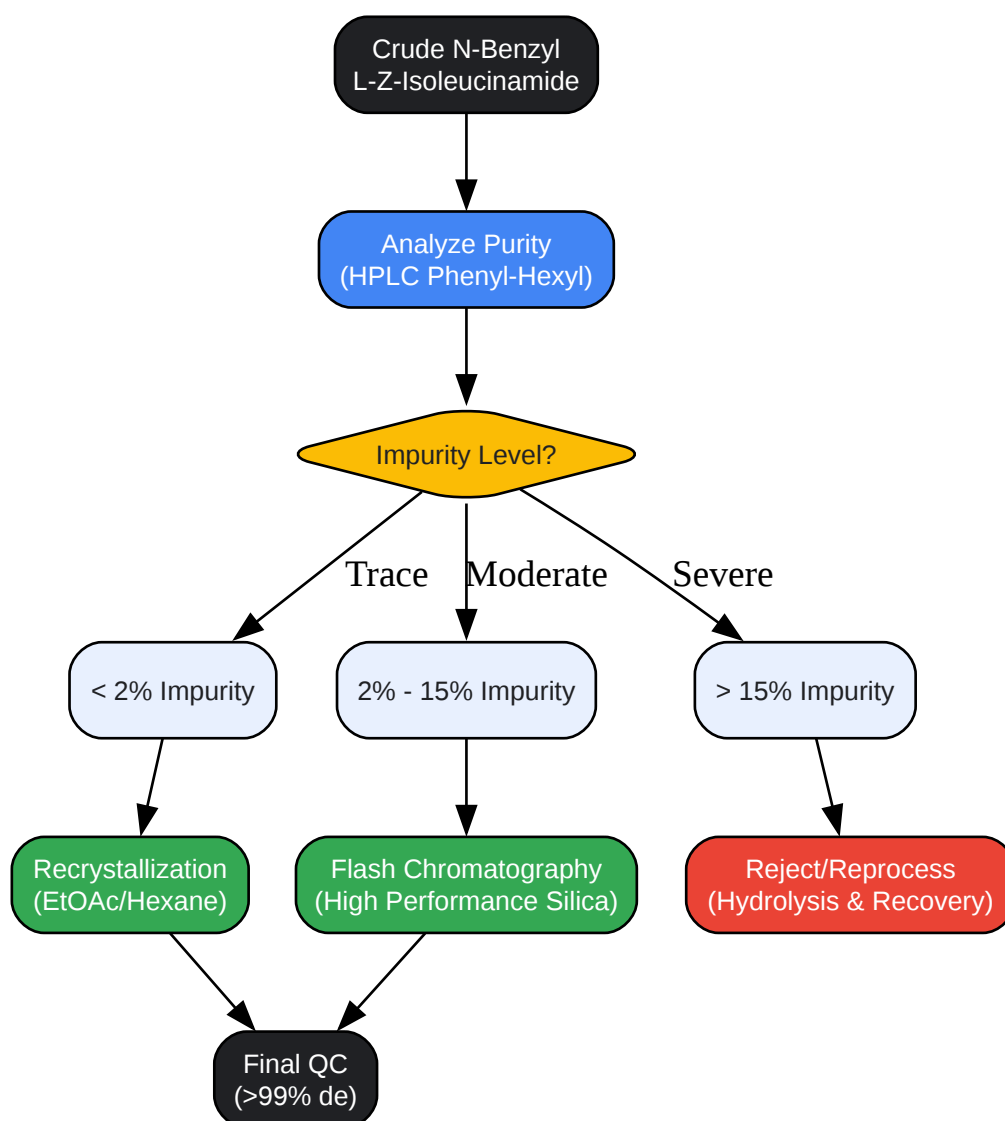 Crude N-Benzyl
L-Z-Isoleucinamide
Analyze Purity
(HPLC Phenyl-Hexyl)
Impurity Level?
Trace
Moderate
Severe
< 2% Impurity
2% - 15% Impurity
> 15% Impurity
Recrystallization
(EtOAc/Hexane)
Flash Chromatography
(High Performance Silica)
Reject/Reprocess
(Hydrolysis & Recovery)
Final QC
(>99% de)